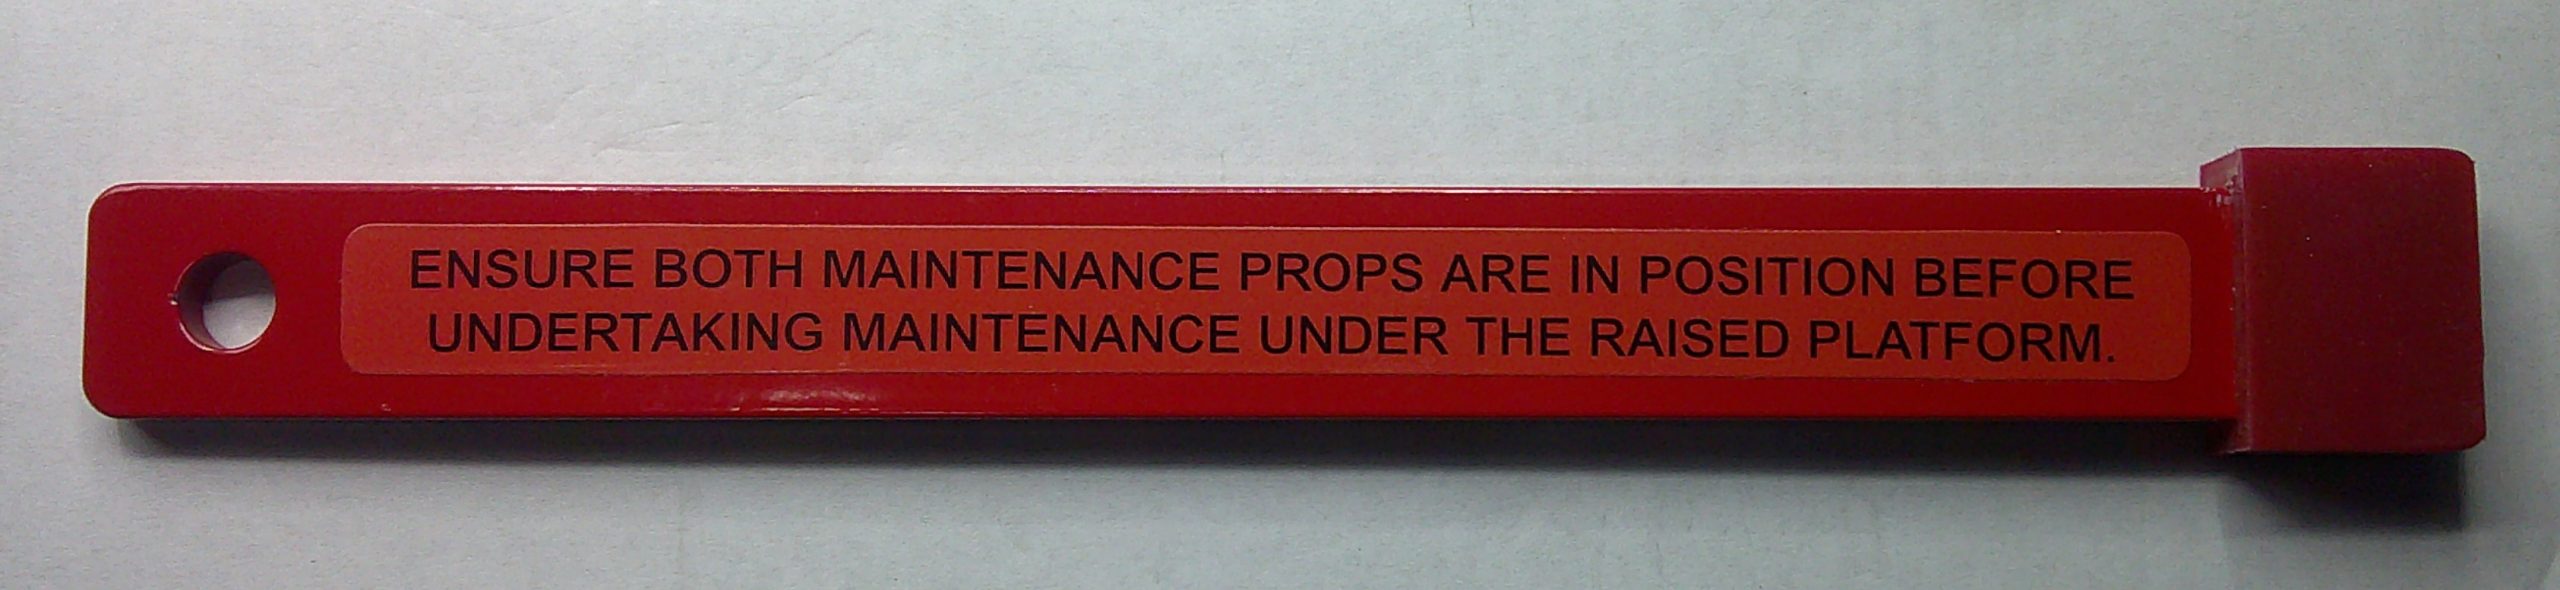 ENSURE BOTH MAINTENANCE PROPS ARE IN POSITION BEFORE
UNDERTAKING MAINTENANCE UNDER THE RAISED PLATFORM.